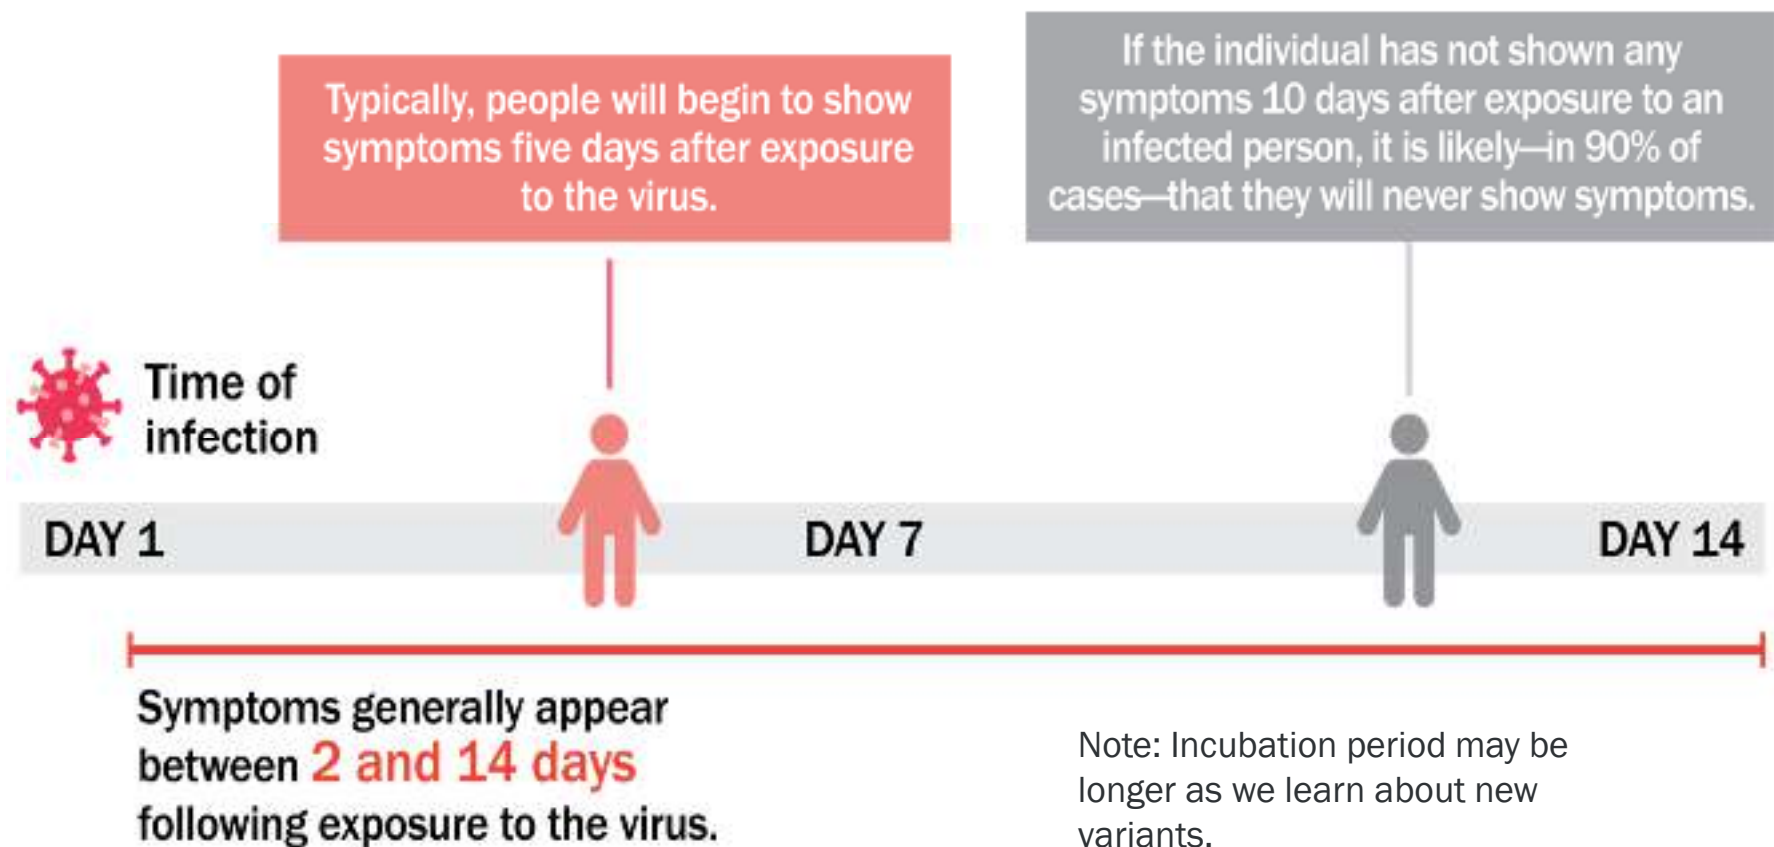 Typically, people will begin to show
symptoms five days after exposure
to the virus.
If the individual has not shown any
symptoms 10 days after exposure to an
infected person, it is likely—in 90% of
cases—that they will never show symptoms.
Time of
infection
DAY 1
DAY 7
DAY 14
Symptoms generally appear
between 2 and 14 days
following exposure to the virus.
Note: Incubation period may be
longer as we learn about new
variants.